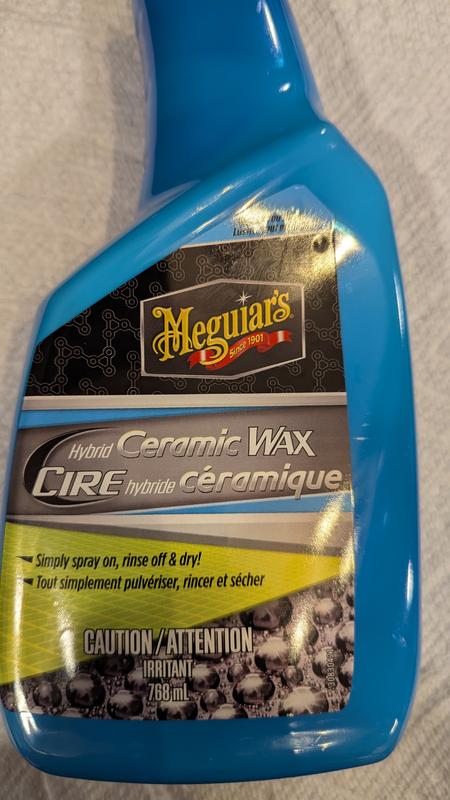 Meguiar's
Since 1901
Hybrid Ceramic Wax
Cire hybride céramique
Simply spray on, rinse off & dry!
Tout simplement pulvériser, rincer et sécher
CAUTION / ATTENTION
IRRITANT
768 mL